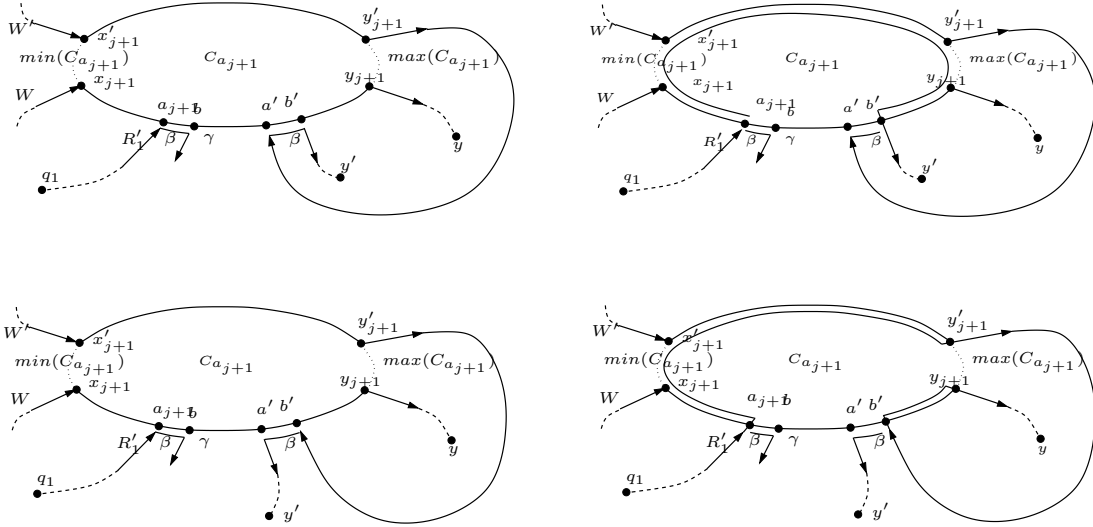 W' x'_{j+1} y'_{j+1}
min(C_{a_{j+1}}) C_{a_{j+1}} max(C_{a_{j+1}})
W x_{j+1} y_{j+1}
a_{j+1} b a' b'
R'_1 β γ β y
q_1 y'
W' x'_{j+1} y'_{j+1}
min(C_{a_{j+1}}) C_{a_{j+1}} max(C_{a_{j+1}})
W x_{j+1} y_{j+1}
a_{j+1} b a' b'
R'_1 β γ β y
q_1 y'
W' x'_{j+1} y'_{j+1}
min(C_{a_{j+1}}) C_{a_{j+1}} max(C_{a_{j+1}})
W x_{j+1} y_{j+1}
a_{j+1} b a' b'
R'_1 β γ β y
q_1 y'
W' x'_{j+1} y'_{j+1}
min(C_{a_{j+1}}) C_{a_{j+1}} max(C_{a_{j+1}})
W x_{j+1} y_{j+1}
a_{j+1} b a' b'
R'_1 β γ β y
q_1 y'